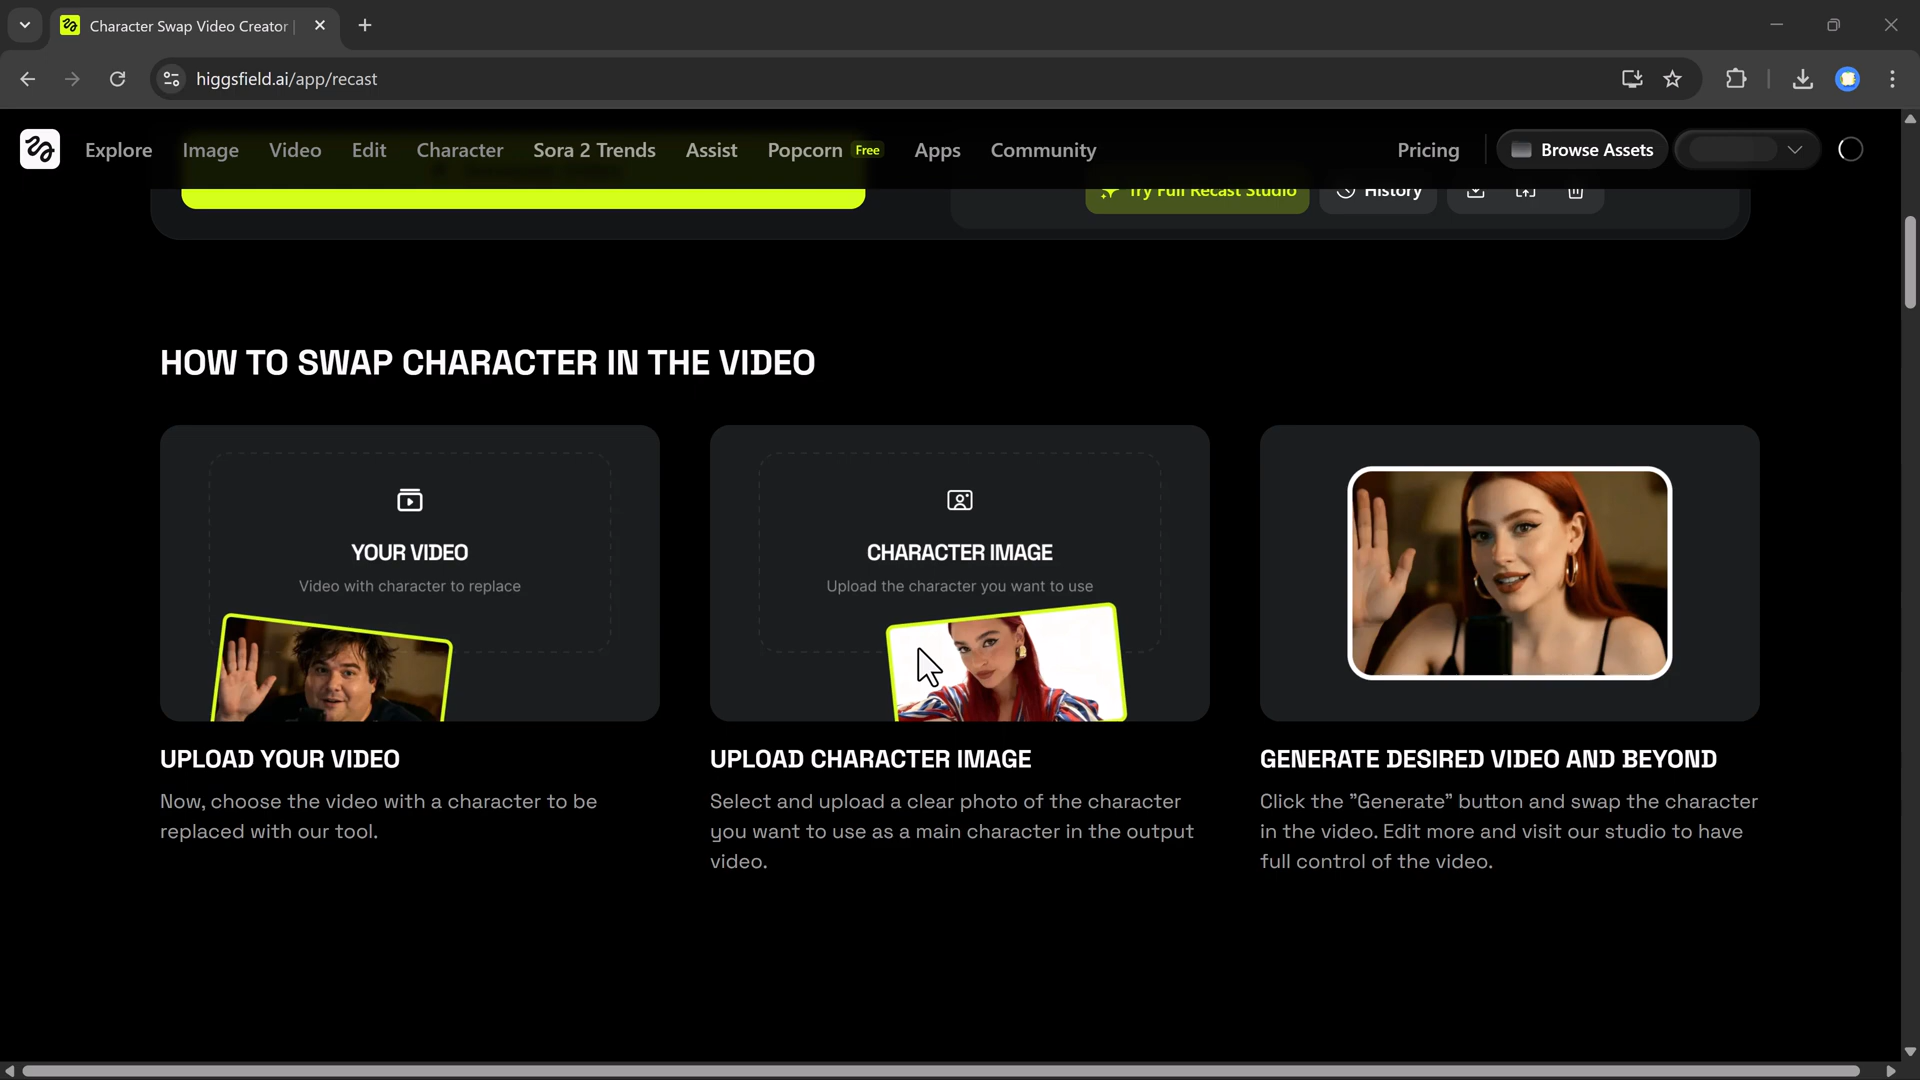 Character Swap Video Creator |
higgsfield.ai/app/recast
Explore Image Video Edit Character Sora 2 Trends Assist Popcorn Free Apps Community Pricing Browse Assets
Try Full Recast Studio History
HOW TO SWAP CHARACTER IN THE VIDEO
YOUR VIDEO
Video with character to replace
CHARACTER IMAGE
Upload the character you want to use
UPLOAD YOUR VIDEO
Now, choose the video with a character to be
replaced with our tool.
UPLOAD CHARACTER IMAGE
Select and upload a clear photo of the character
you want to use as a main character in the output
video.
GENERATE DESIRED VIDEO AND BEYOND
Click the ”Generate” button and swap the character
in the video. Edit more and visit our studio to have
full control of the video.